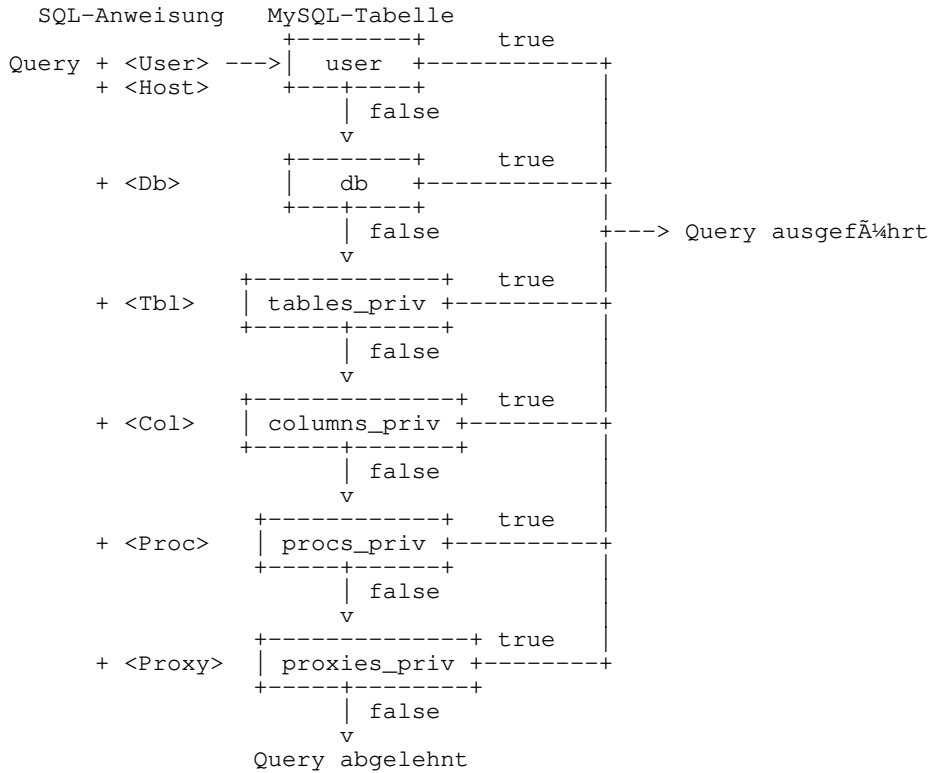 SQL-Anweisung MySQL-Tabelle
true
Query + <User> user
+ <Host>
false
true
+ <Db> db
false
Query ausgefÃ¼hrt
true
+ <Tbl> tables_priv
false
true
+ <Col> columns_priv
false
true
+ <Proc> procs_priv
false
true
+ <Proxy> proxies_priv
false
Query abgelehnt